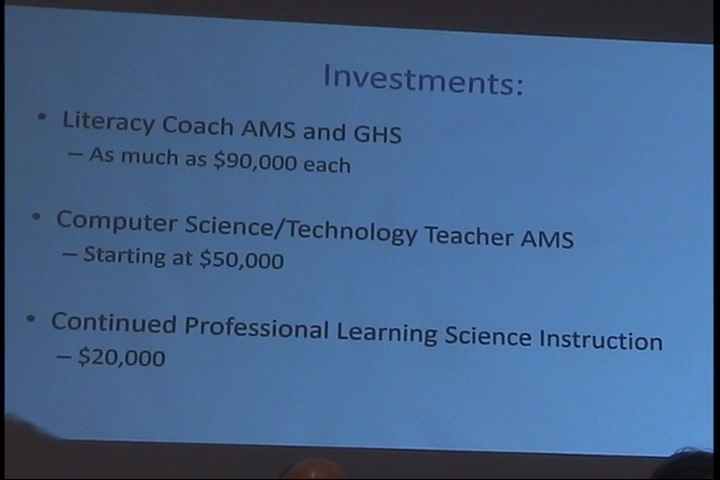 Investments:
• Literacy Coach AMS and GHS
– As much as $90,000 each
• Computer Science/Technology Teacher AMS
– Starting at $50,000
• Continued Professional Learning Science Instruction
– $20,000